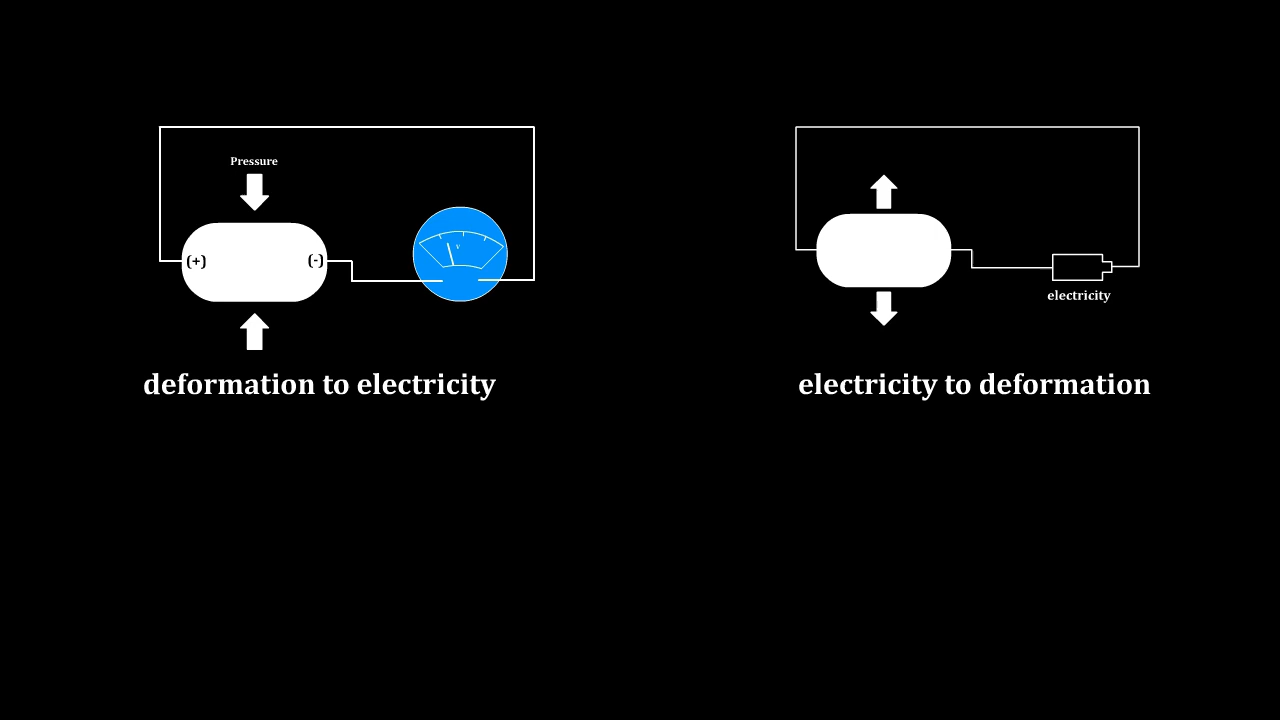 Pressure
(+)
(-)
v
deformation to electricity
electricity
electricity to deformation